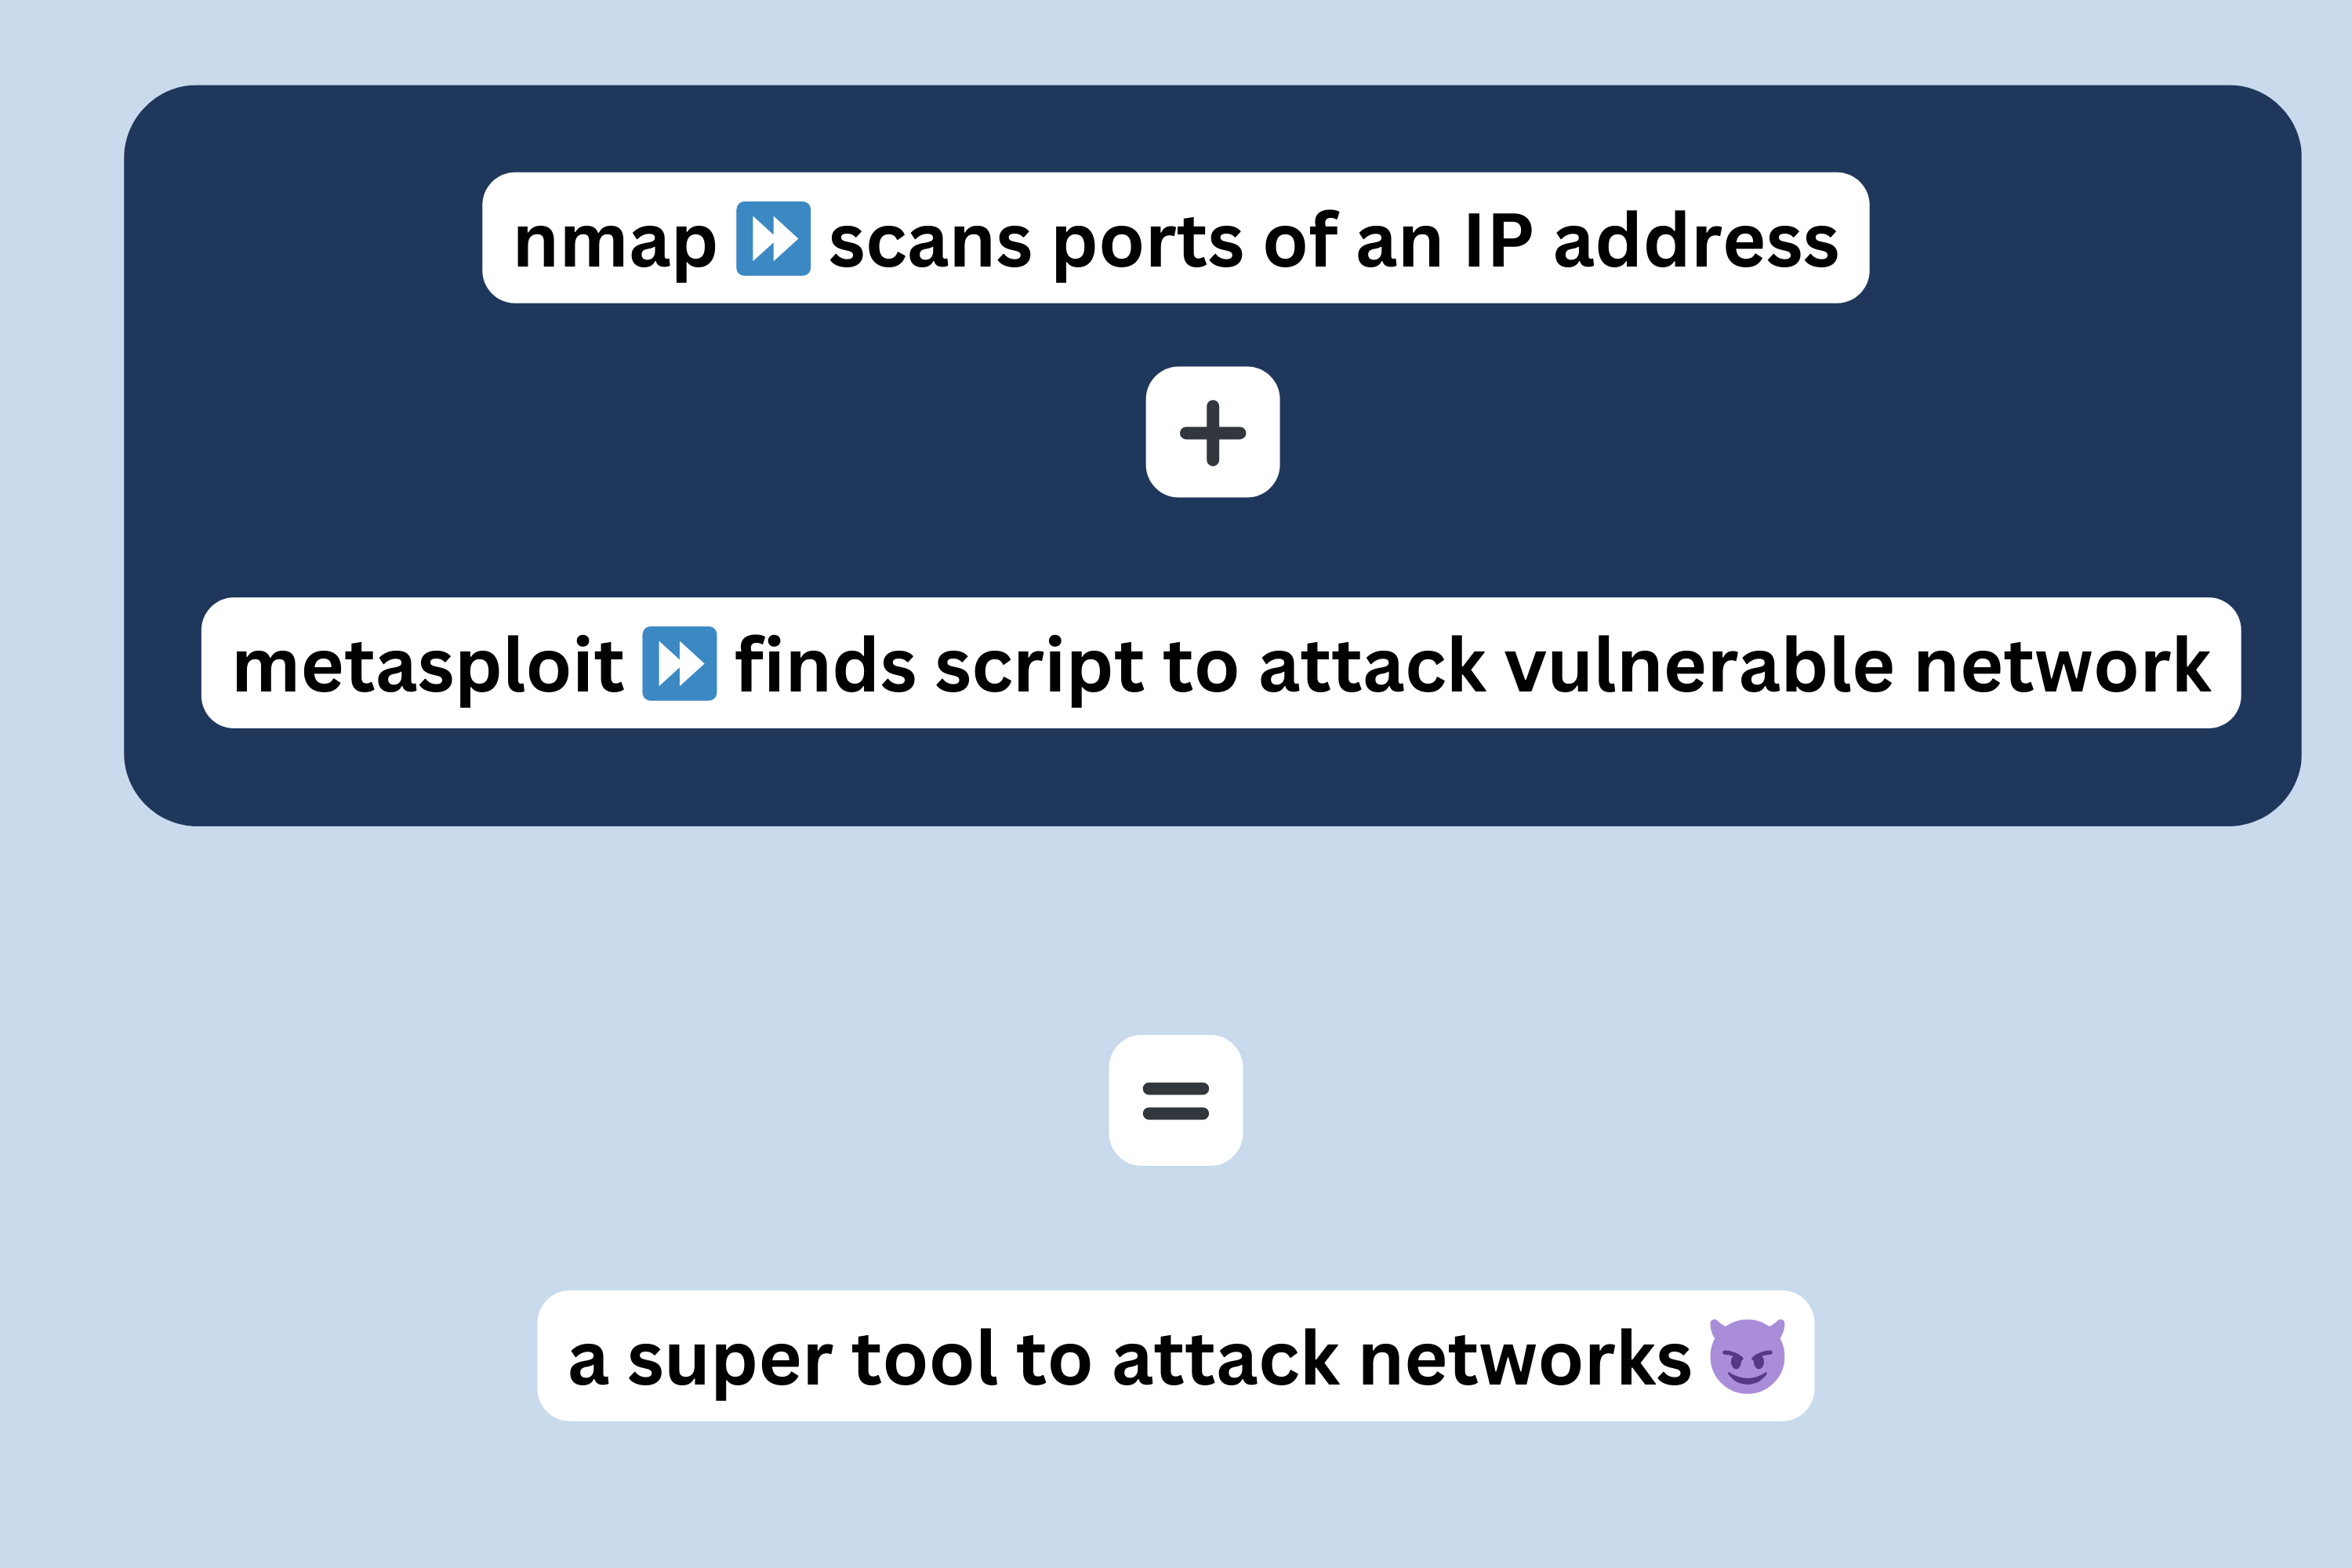 nmap ⏩ scans ports of an IP address
+
metasploit ⏩ finds script to attack vulnerable network
=
a super tool to attack networks😈